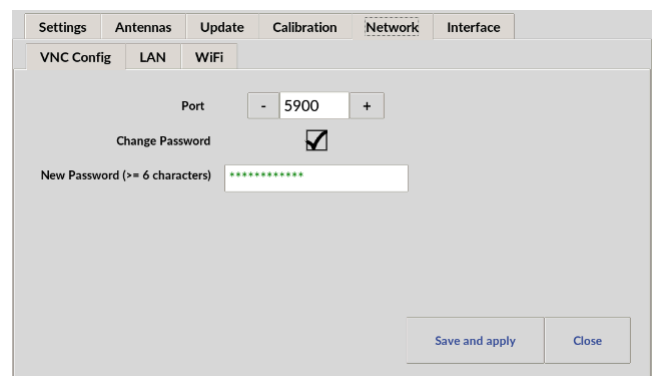 Settings Antennas Update Calibration Network Interface
VNC Config LAN WiFi
Port - 5900 +
Change Password
New Password (>= 6 characters) ************
Save and apply Close